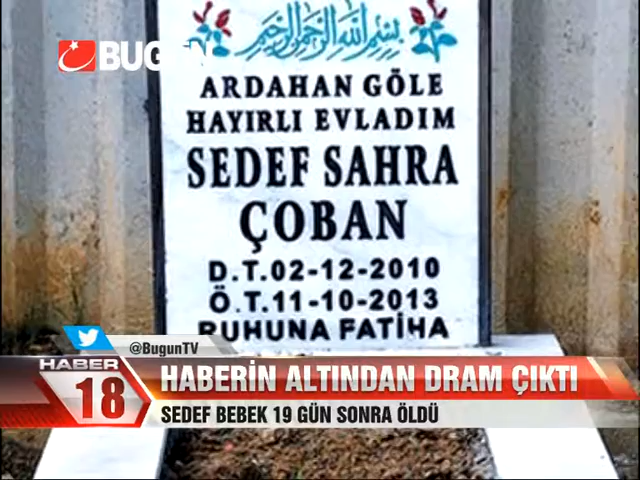 BUGÜN
بسم الله الرحمن الرحيم
ARDAHAN GÖLE
HAYIRLI EVLADIM
SEDEF SAHRA
ÇOBAN
D.T.02-12-2010
Ö.T.11-10-2013
RUHUNA FATİHA
@BugunTV
HABER
18
HABERİN ALTINDAN DRAM ÇIKTI
SEDEF BEBEK 19 GÜN SONRA ÖLDÜ